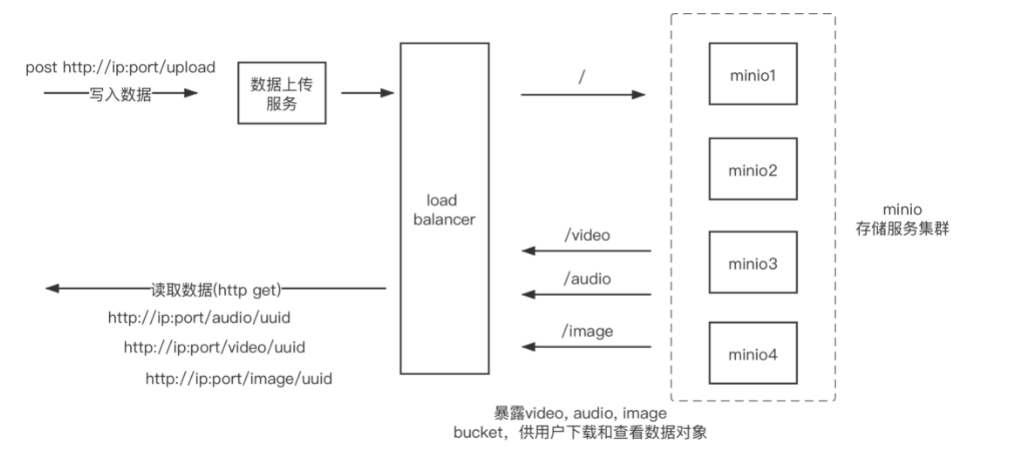 post http://ip:port/upload
写入数据
数据上传
服务
/
load
balancer
minio1
minio2
minio3
minio4
minio
存储服务集群
/video
/audio
/image
读取数据(http get)
http://ip:port/audio/uuid
http://ip:port/video/uuid
http://ip:port/image/uuid
暴露video, audio, image
bucket，供用户下载和查看数据对象